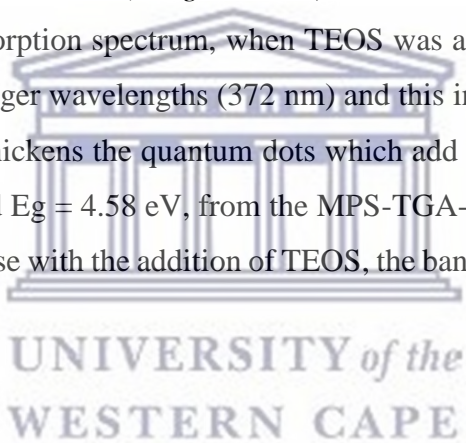 orption spectrum, when TEOS was a
ger wavelengths (372 nm) and this in
hickens the quantum dots which add
Eg = 4.58 eV, from the MPS-TGA-
se with the addition of TEOS, the ban
UNIVERSITY of the
WESTERN CAPE